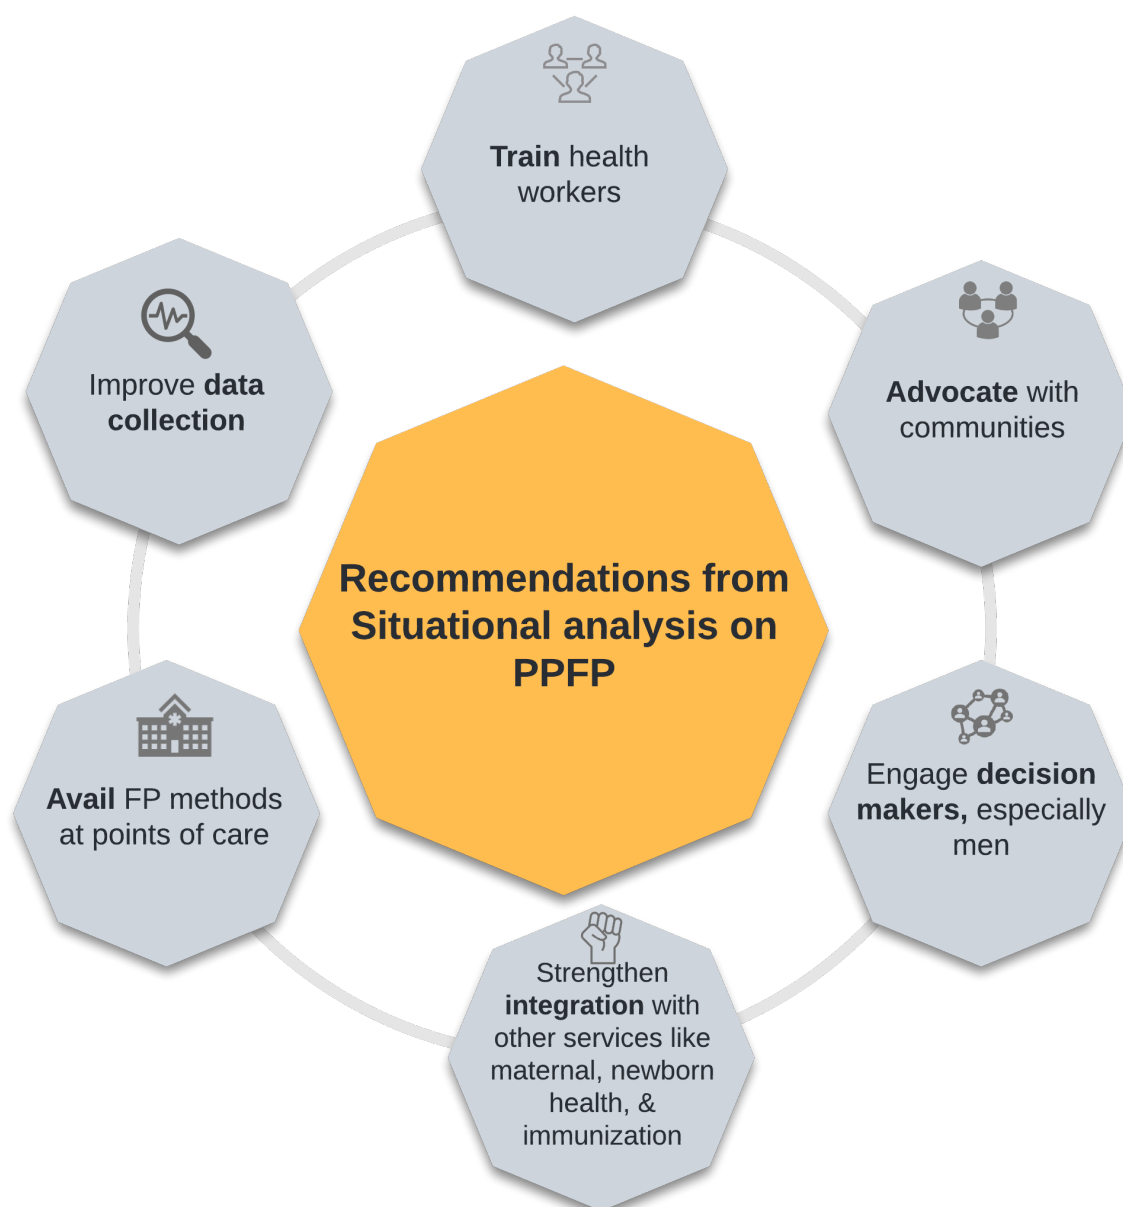 Train health
workers
Advocate with
communities
Engage decision
makers, especially
men
Strengthen
integration with
other services like
maternal, newborn
health, &
immunization
Avail FP methods
at points of care
Improve data
collection
Recommendations from
Situational analysis on
PPFP